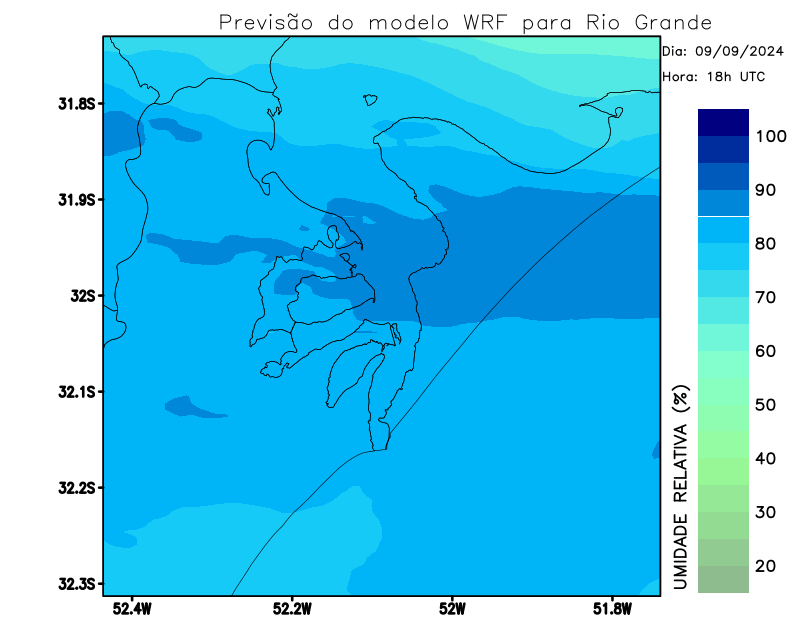 Previsão do modelo WRF para Rio Grande
Dia: 09/09/2024
Hora: 18h UTC
31.8S
31.9S
32S
32.1S
32.2S
32.3S
52.4W
52.2W
52W
51.8W
100
90
80
70
60
50
40
30
20
UMIDADE RELATIVA (%)